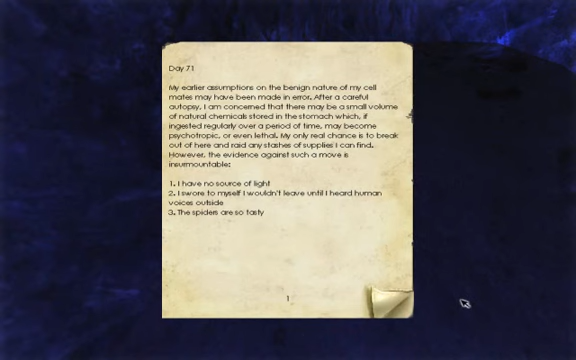 Day 71
My earlier assumptions on the benign nature of my cell
mates may have been made in error. After a careful
autopsy, I am concerned that there may be a small volume
of natural chemicals stored in the stomach which, if
ingested regularly over a period of time, may become
psychotropic, or even lethal. My only real chance is to break
out of here and raid any stashes of supplies I can find.
However, the evidence against such a move is
insurmountable:
1. I have no source of light
2. I swore to myself I wouldn't leave until I heard human
voices outside
3. The spiders are so tasty
1